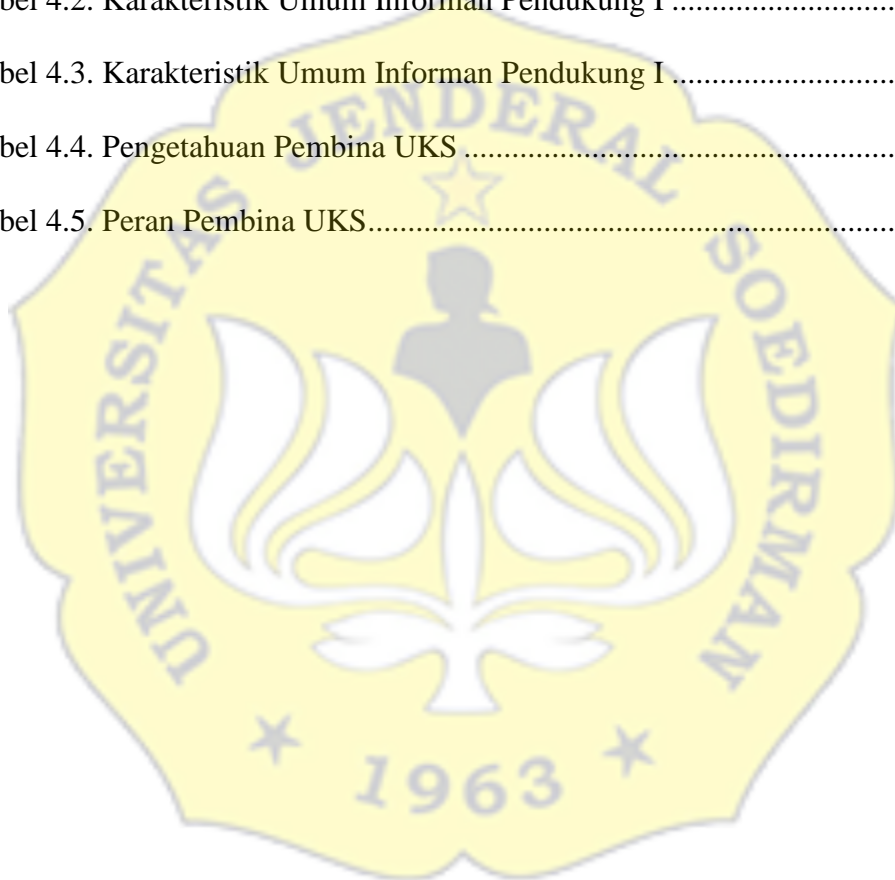 bel 4.2. Karakteristik Umum Informan Pendukung I ..............................
bel 4.3. Karakteristik Umum Informan Pendukung I ..............................
bel 4.4. Pengetahuan Pembina UKS ........................................................
bel 4.5. Peran Pembina UKS....................................................................
UNIVERSITAS JENDERAL SOEDIRMAN
1963